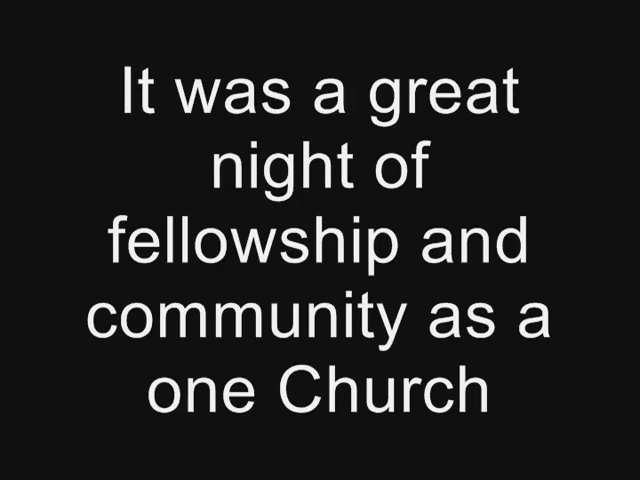 It was a great
night of
fellowship and
community as a
one Church